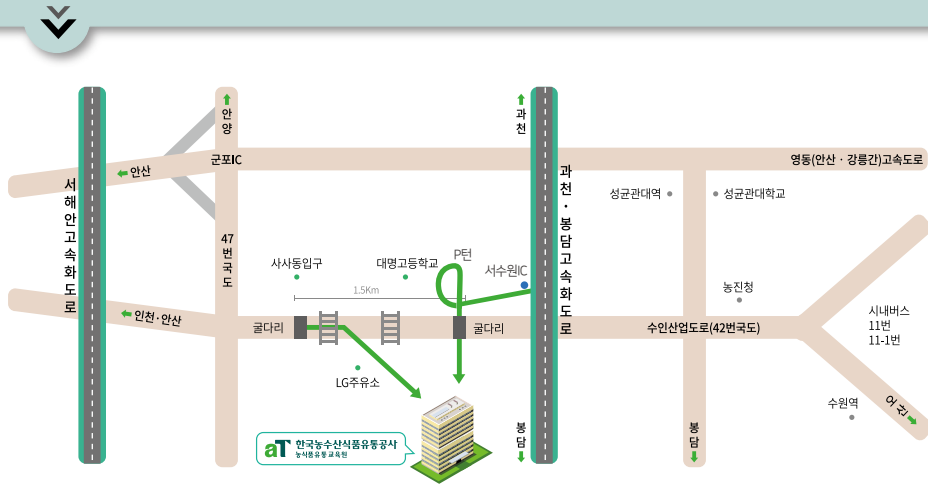 안양
과천
군포IC
영동(안산 · 강릉간)고속도로
안산
서해안고속화도로
과천 · 봉담고속화도로
성균관대역
성균관대학교
47번국도
P턴
사사동입구
대명고등학교
서수원IC
1.5Km
농진청
인천·안산
굴다리
굴다리
수인산업도로(42번국도)
시내버스
11번
11-1번
LG주유소
수원역
오산
봉담
봉담
aT 한국농수산식품유통공사
농식품유통교육원